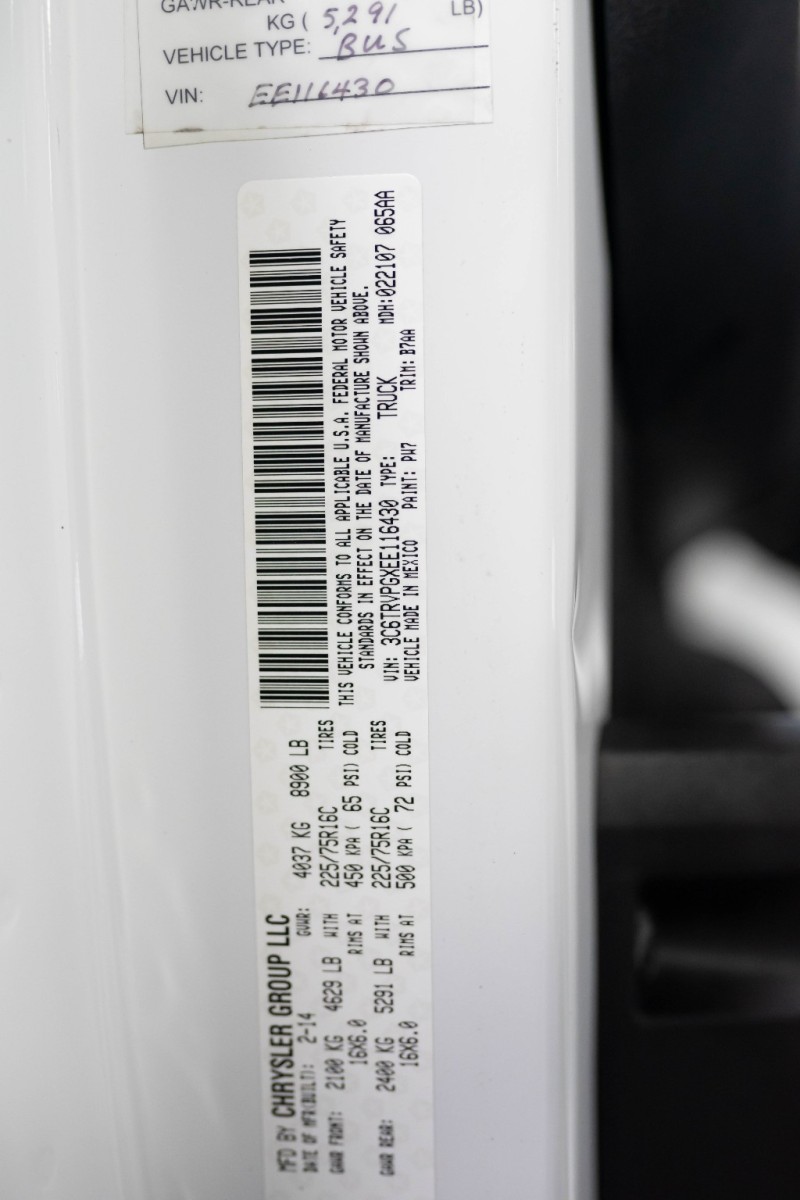 GAWR-REAR
KG ( 5,291 LB)
VEHICLE TYPE: BUS
VIN: EE116430
MFD BY CHRYSLER GROUP LLC
DATE OF MFR(BUILT): 2-14 GVWR: 4037 KG 8900 LB
GAWR FRONT: 2100 KG 4629 LB WITH 225/75R16C TIRES
16X6.0 RIMS AT 450 KPA ( 65 PSI) COLD
GAWR REAR: 2400 KG 5291 LB WITH 225/75R16C TIRES
16X6.0 RIMS AT 500 KPA ( 72 PSI) COLD
THIS VEHICLE CONFORMS TO ALL APPLICABLE U.S.A. FEDERAL MOTOR VEHICLE SAFETY
STANDARDS IN EFFECT ON THE DATE OF MANUFACTURE SHOWN ABOVE.
VIN: 3C6TRVPGXEE116430 TYPE: TRUCK MDH:022107 065AA
VEHICLE MADE IN MEXICO PAINT: PW7 TRIM: B7AA